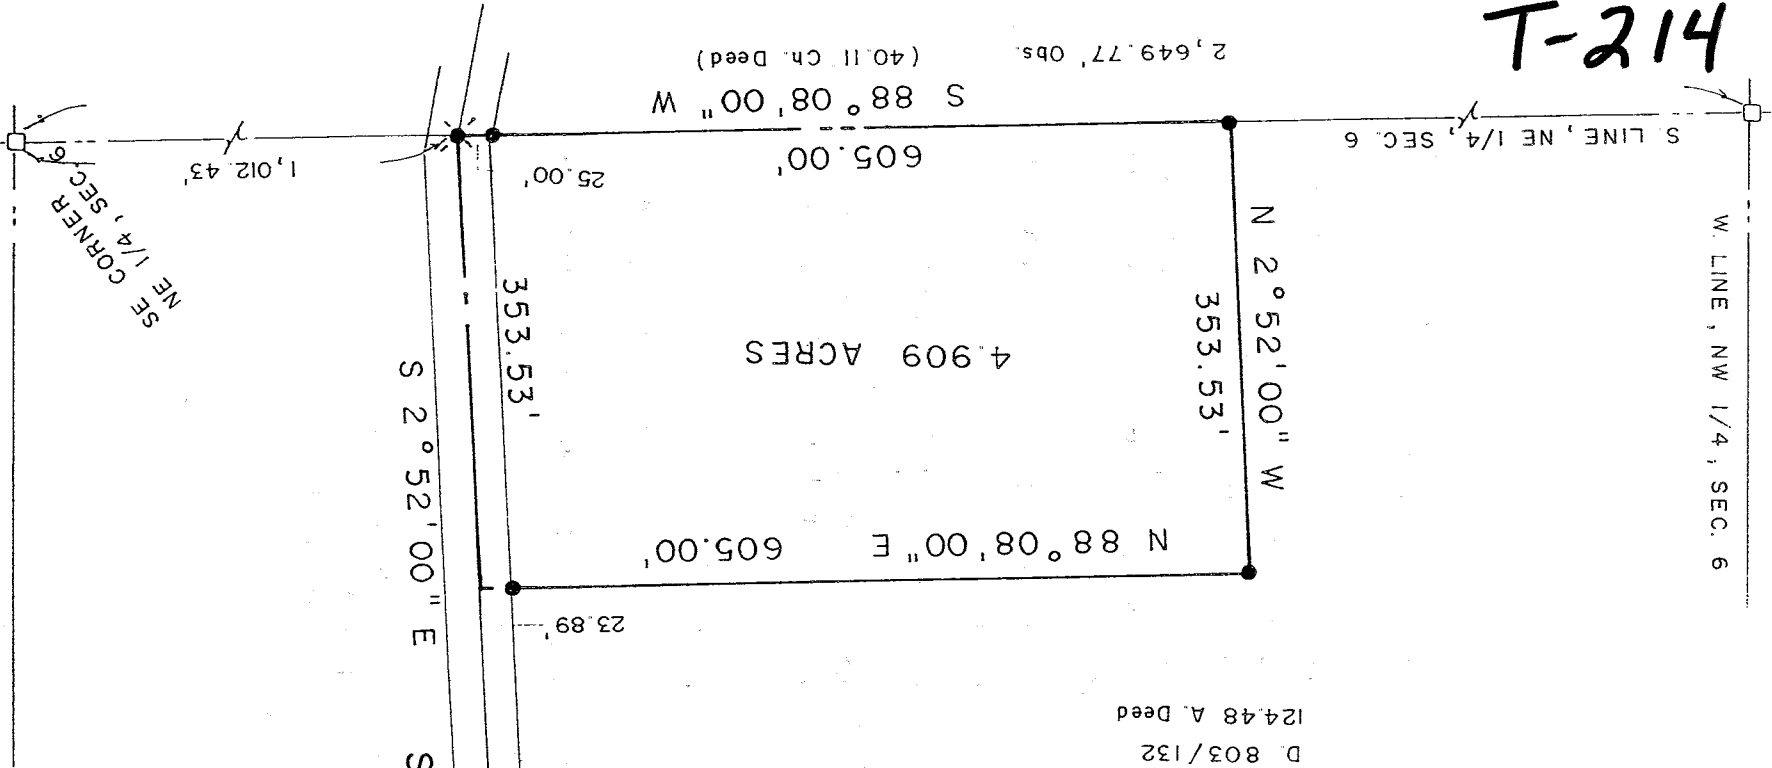 T-214
2,649.77' Obs.
(40.11 Ch. Deed)
S 88° 08' 00" W
605.00'
S. LINE, NE 1/4, SEC. 6
1,012.43'
25.00'
SE CORNER
NE 1/4, SEC. 6
W. LINE, NW 1/4, SEC. 6
N 2° 52' 00" W
353.53'
353.53'
4.909 ACRES
S 2° 52' 00" E
N 88° 08' 00" E 605.00'
23.89'
124.48 A. Deed
D. 803/132
S